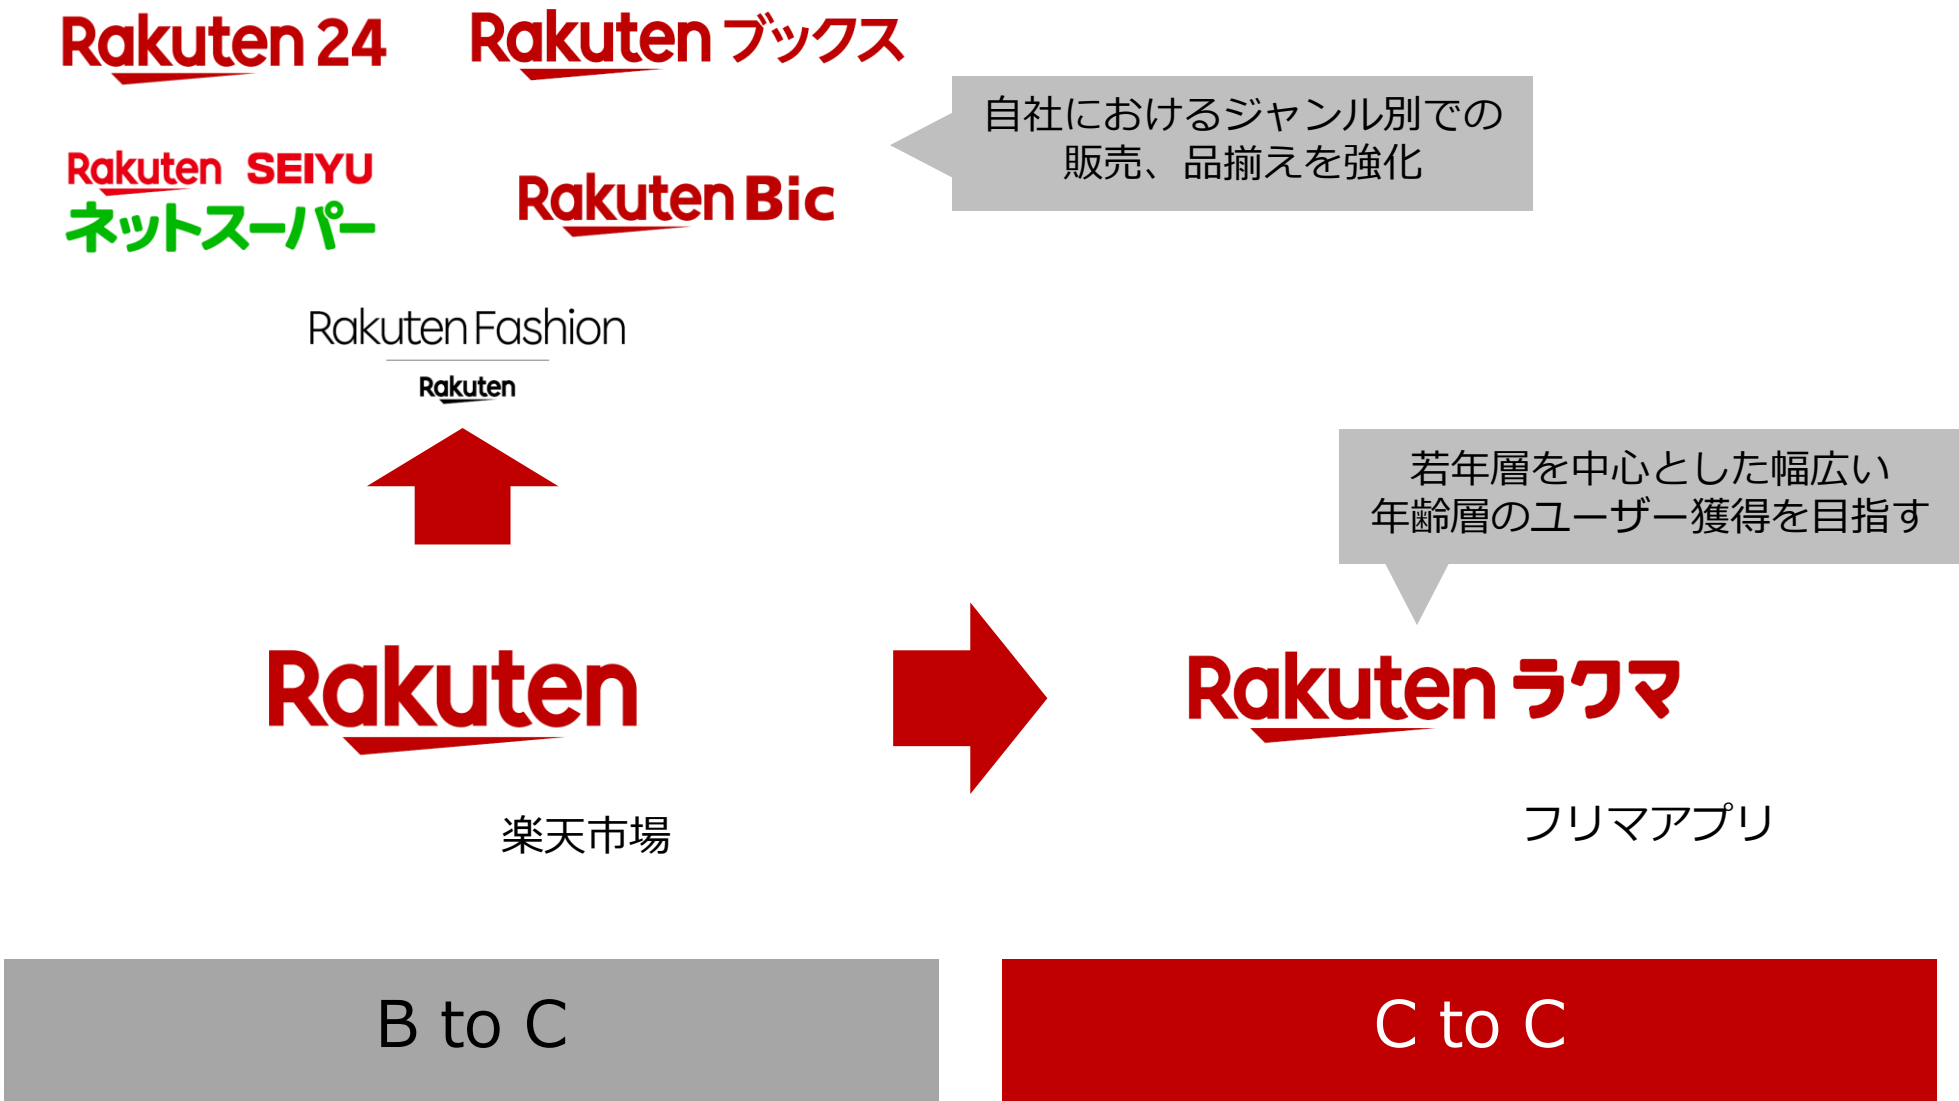 Rakuten 24
Rakuten ブックス
自社におけるジャンル別での
販売、品揃えを強化
Rakuten SEIYU
ネットスーパー
Rakuten Bic
Rakuten Fashion
Rakuten
若年層を中心とした幅広い
年齢層のユーザー獲得を目指す
Rakuten
Rakuten ラクマ
楽天市場
フリマアプリ
B to C
C to C